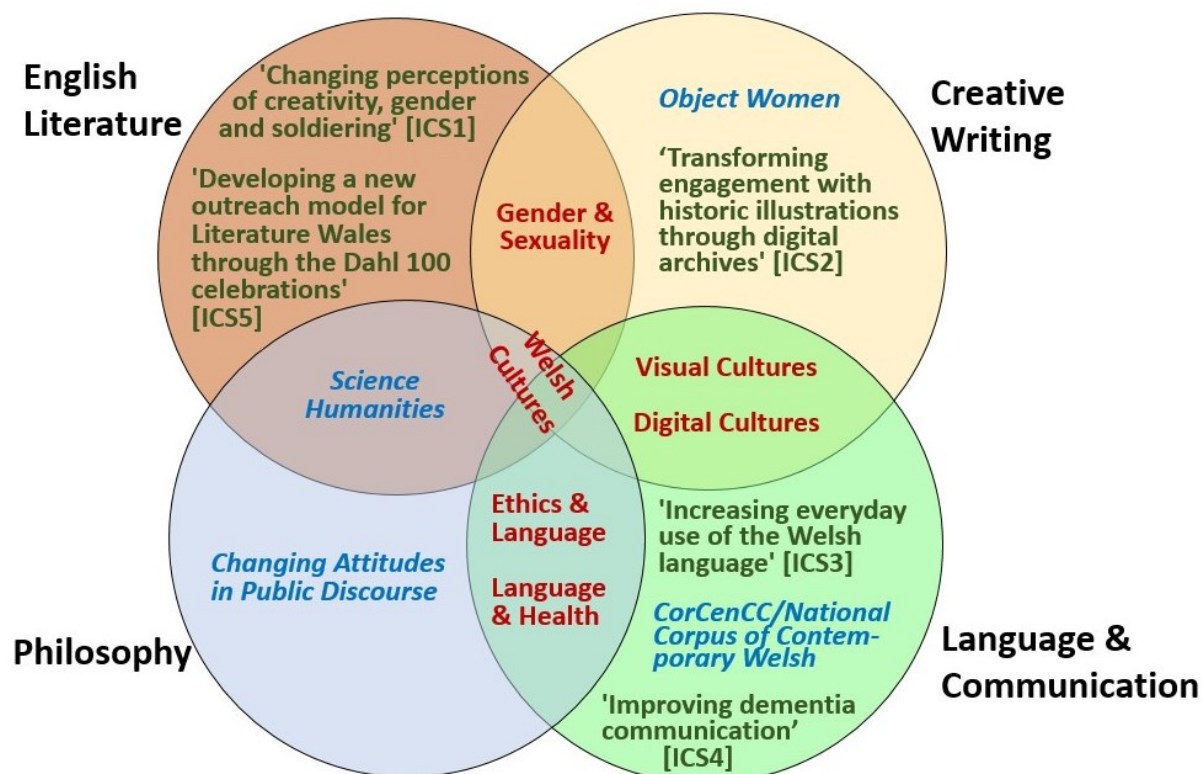 English
Literature
'Changing perceptions
of creativity, gender
and soldiering' [ICS1]
'Developing a new
outreach model for
Literature Wales
through the Dahl 100
celebrations'
[ICS5]
Gender &
Sexuality
Object Women
‘Transforming
engagement with
historic illustrations
through digital
archives' [ICS2]
Creative
Writing
Science
Humanities
Welsh
Cultures
Visual Cultures
Digital Cultures
Changing Attitudes
in Public Discourse
Ethics &
Language
Language
& Health
'Increasing everyday
use of the Welsh
language' [ICS3]
CorCenCC/National
Corpus of Contem-
porary Welsh
'Improving dementia
communication’
[ICS4]
Philosophy
Language &
Communication